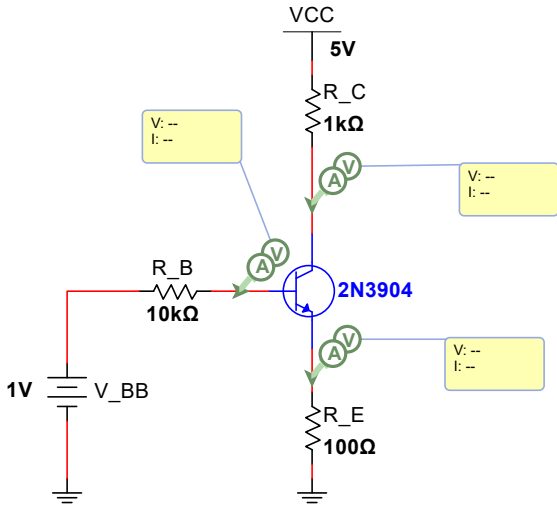 VCC
5V
R_C
1kΩ
V: --
I: --
A V
V: --
I: --
A V
A V
R_B
10kΩ
2N3904
V: --
I: --
A V
1V
V_BB
R_E
100Ω